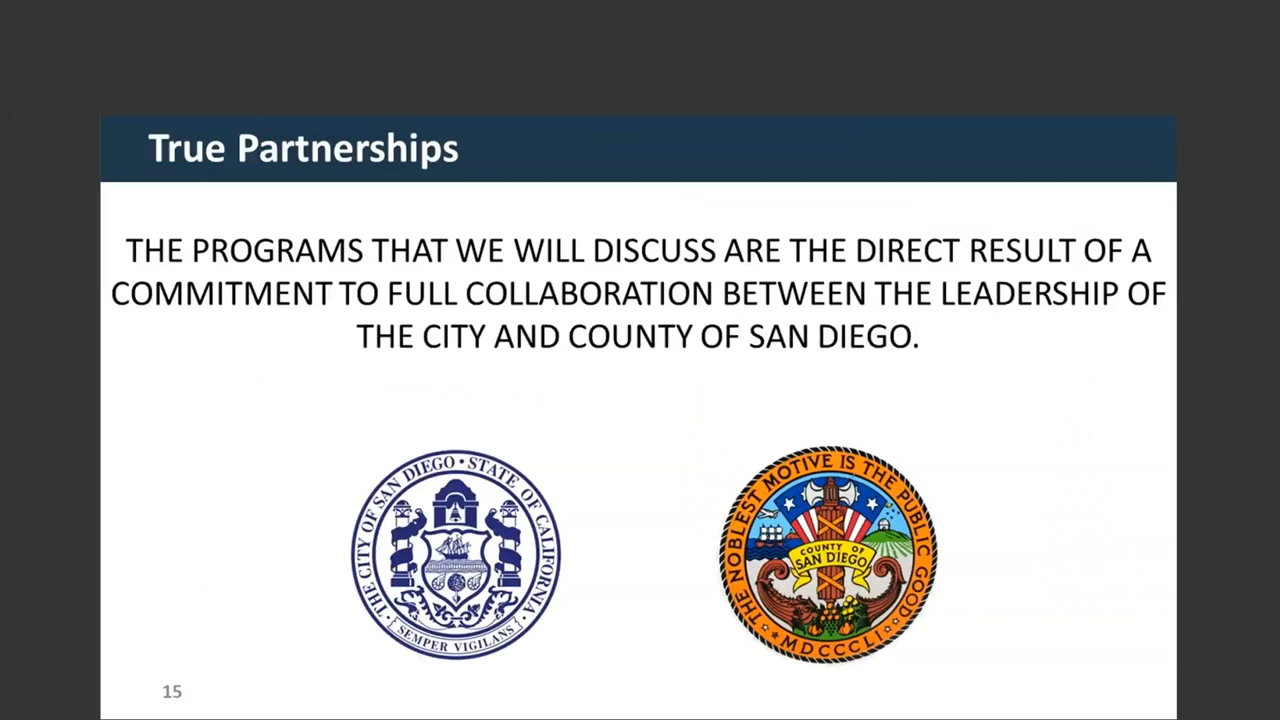 True Partnerships
THE PROGRAMS THAT WE WILL DISCUSS ARE THE DIRECT RESULT OF A
COMMITMENT TO FULL COLLABORATION BETWEEN THE LEADERSHIP OF
THE CITY AND COUNTY OF SAN DIEGO.
THE CITY OF SAN DIEGO • STATE OF CALIFORNIA
SEMPER VIGILANS
THE NOBLEST MOTIVE IS THE PUBLIC GOOD
COUNTY OF
SAN DIEGO
MDCCCLI
15